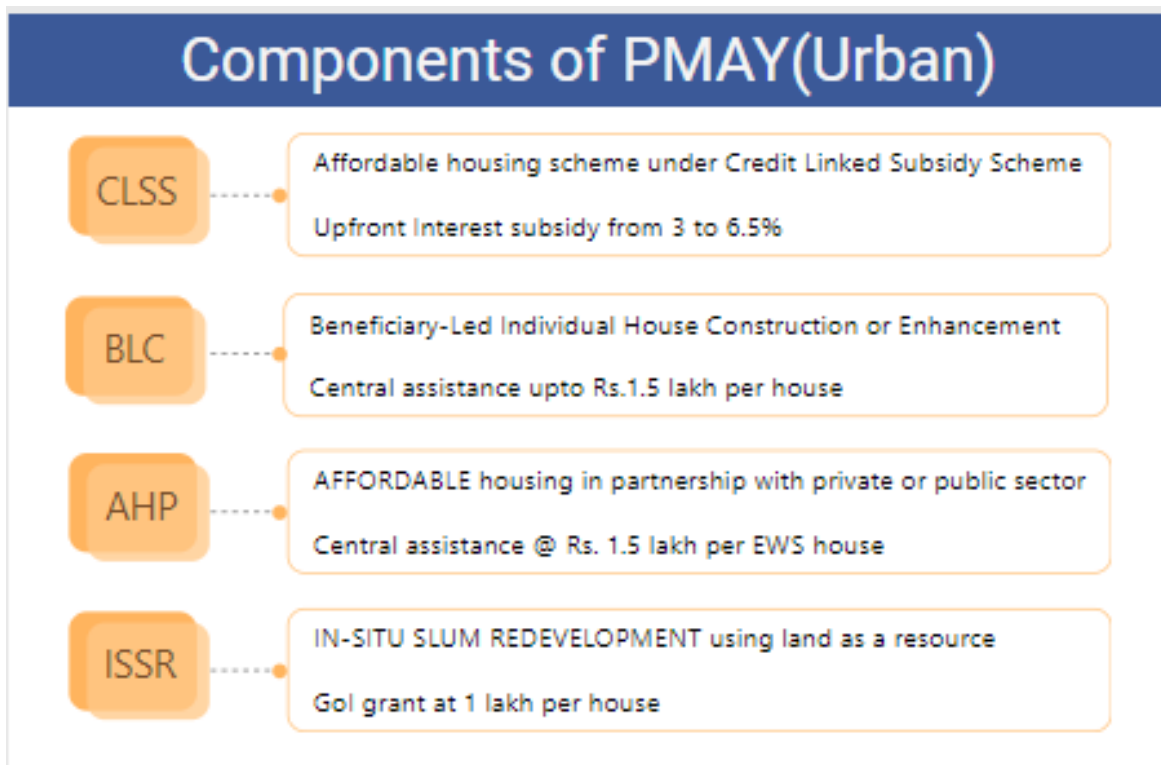 Components of PMAY(Urban)
CLSS
Affordable housing scheme under Credit Linked Subsidy Scheme
Upfront Interest subsidy from 3 to 6.5%
BLC
Beneficiary-Led Individual House Construction or Enhancement
Central assistance upto Rs.1.5 lakh per house
AHP
AFFORDABLE housing in partnership with private or public sector
Central assistance @ Rs. 1.5 lakh per EWS house
ISSR
IN-SITU SLUM REDEVELOPMENT using land as a resource
GoI grant at 1 lakh per house